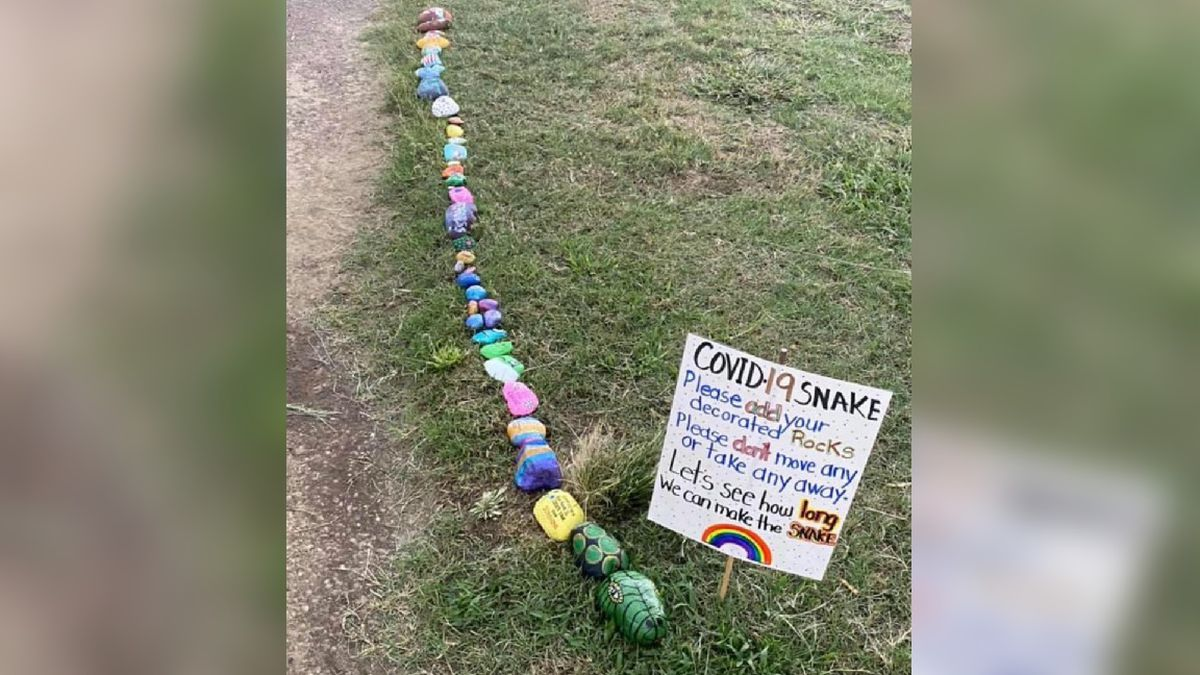 COVID-19 SNAKE
Please add your
decorated Rocks
Please don't move any
or take any away.
Let's see how long
We can make the SNAKE